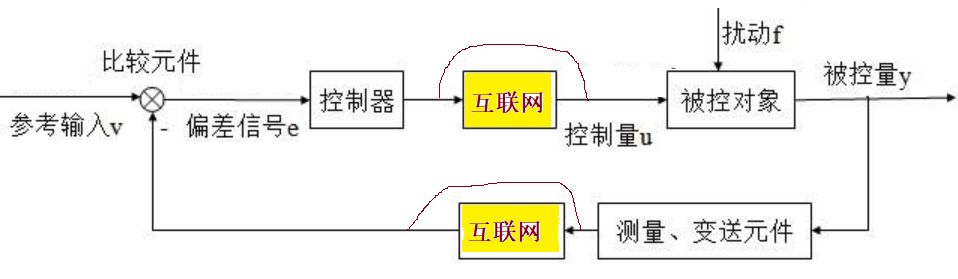 扰动f
比较元件
被控量y
控制器
互联网
被控对象
参考输入v
-
偏差信号e
控制量u
互联网
测量、变送元件